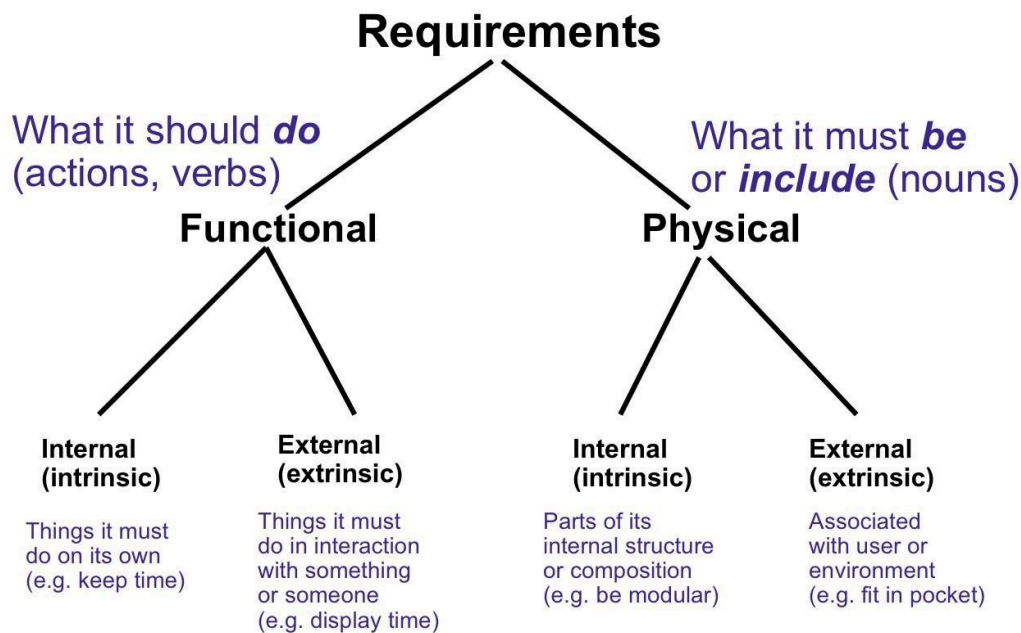 Requirements
What it should do
(actions, verbs)
What it must be
or include (nouns)
Functional
Physical
Internal
(intrinsic)
Things it must
do on its own
(e.g. keep time)
External
(extrinsic)
Things it must
do in interaction
with something
or someone
(e.g. display time)
Internal
(intrinsic)
Parts of its
internal structure
or composition
(e.g. be modular)
External
(extrinsic)
Associated
with user or
environment
(e.g. fit in pocket)